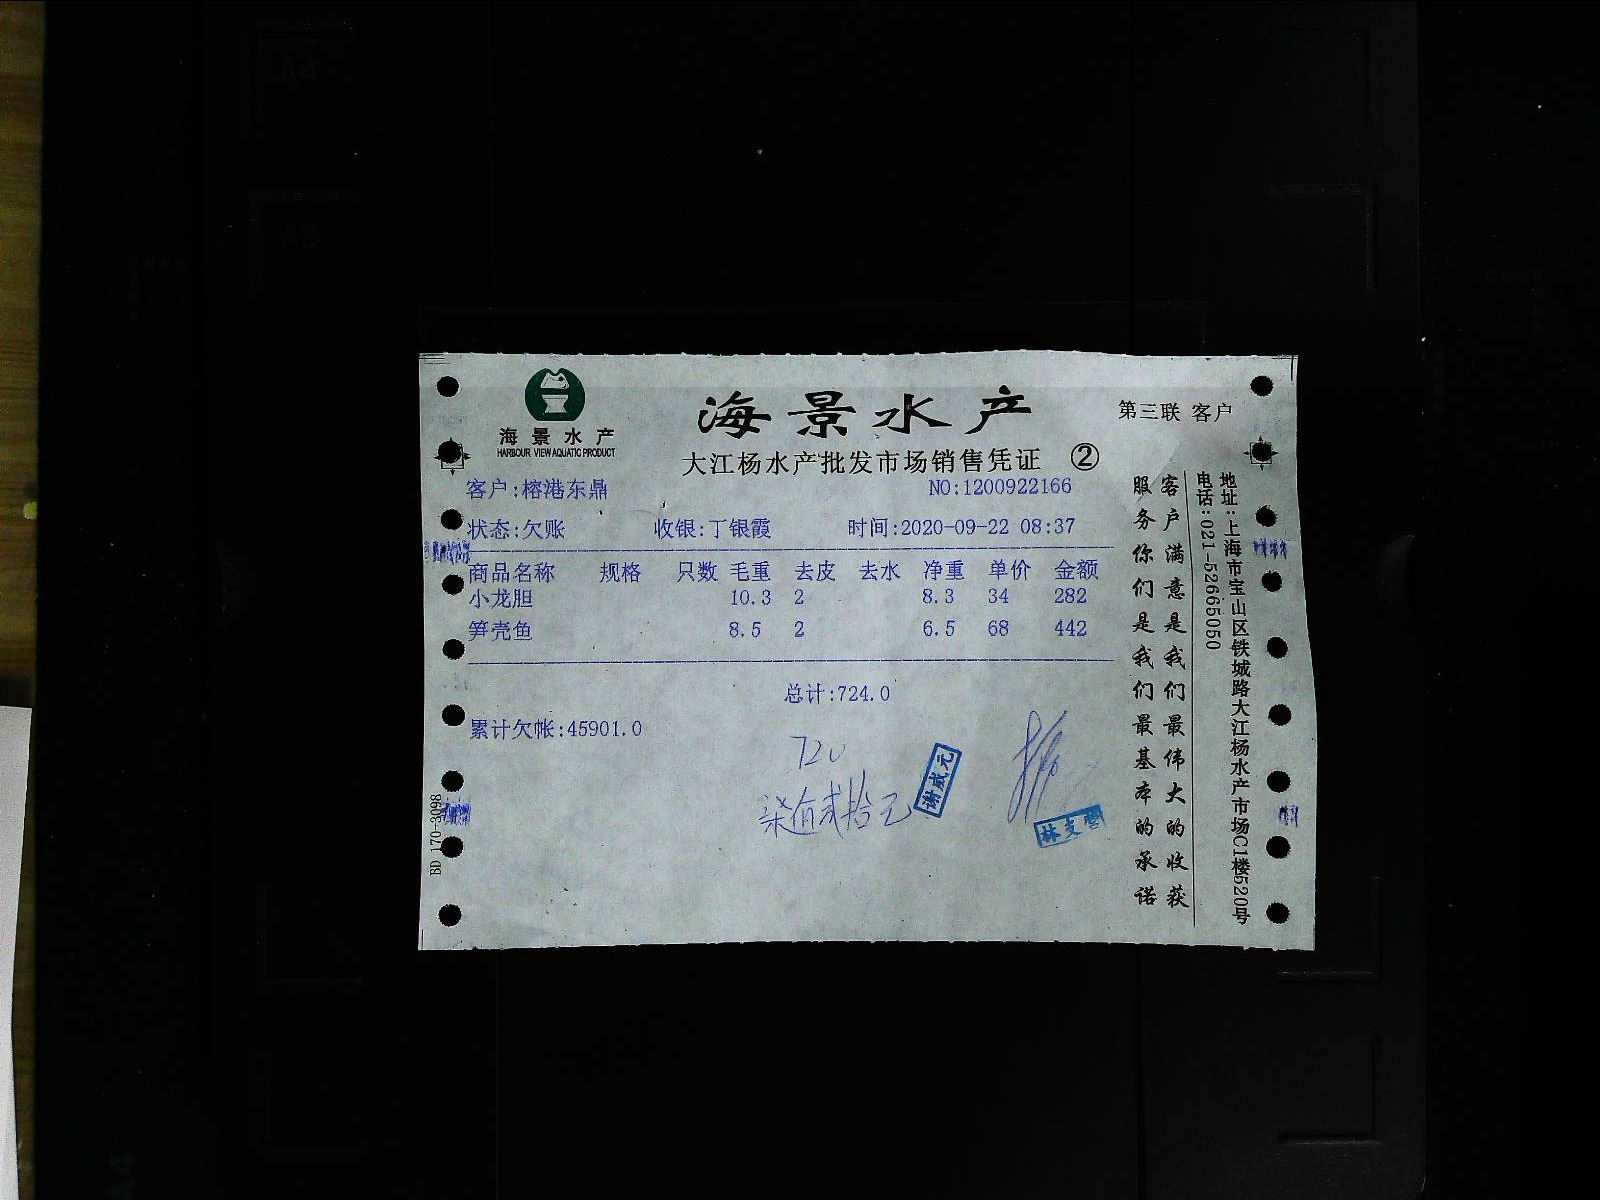 海景水产
HARBOUR VIEW AQUATIC PRODUCT
海景水产
第三联 客户
大江杨水产批发市场销售凭证 ②
客户:榕港东鼎 NO:1200922166
状态:欠账 收银:丁银霞 时间:2020-09-22 08:37
商品名称 规格 只数 毛重 去皮 去水 净重 单价 金额
小龙胆 10.3 2 8.3 34 282
笋壳鱼 8.5 2 6.5 68 442
总计:724.0
累计欠帐:45901.0
720
柒佰贰拾元
谢威元
客户满意是我们最伟大的收获
服务你们是我们最基本的承诺
地址:上海市宝山区铁城路大江杨水产市场C1楼520号
电话:021-52665050
BD 170-3098